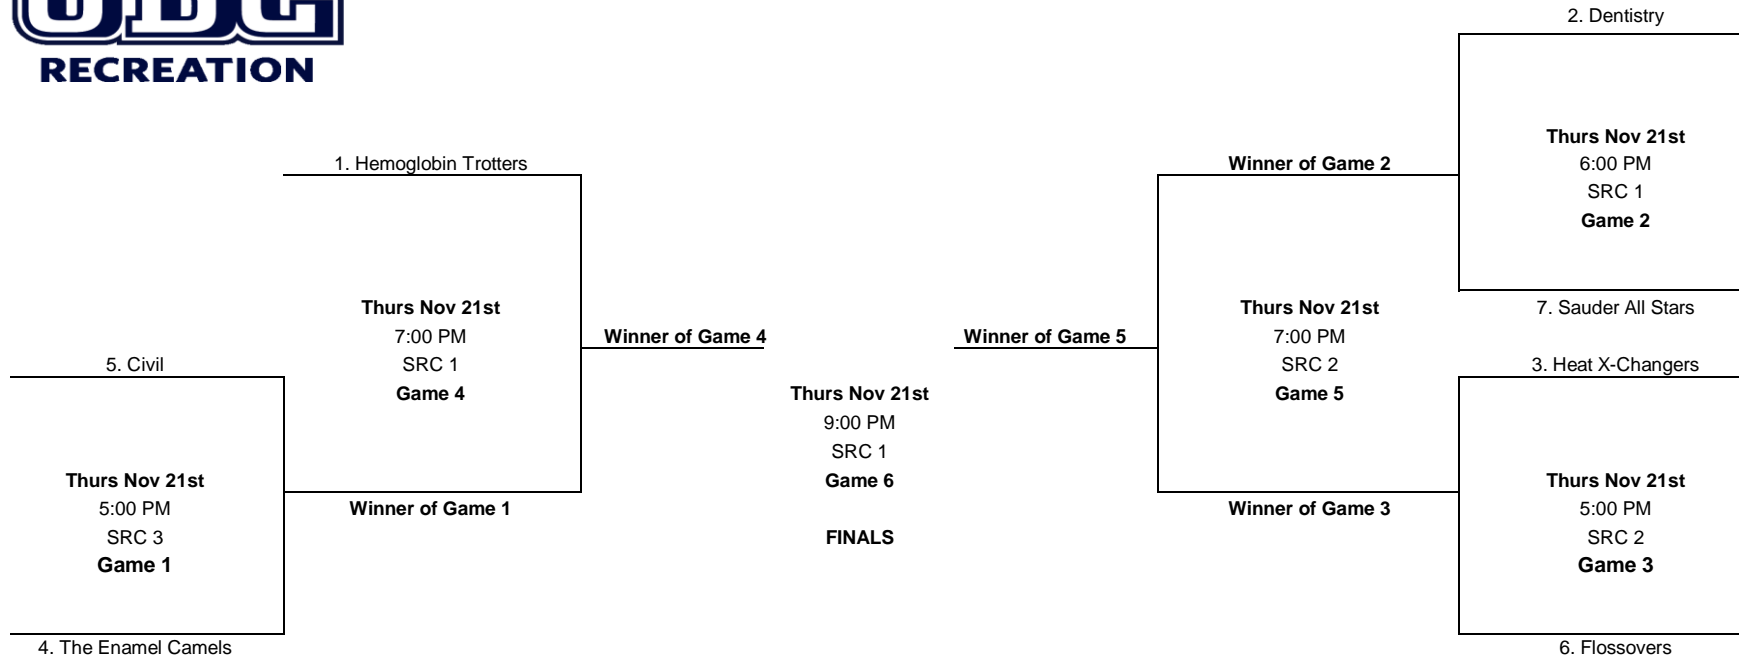 UBC
RECREATION
2. Dentistry
Thurs Nov 21st
6:00 PM
SRC 1
Game 2
7. Sauder All Stars
1. Hemoglobin Trotters
Winner of Game 2
Thurs Nov 21st
7:00 PM
SRC 1
Game 4
Winner of Game 4
Winner of Game 5
Thurs Nov 21st
7:00 PM
SRC 2
Game 5
5. Civil
3. Heat X-Changers
Thurs Nov 21st
9:00 PM
SRC 1
Game 6
FINALS
Thurs Nov 21st
5:00 PM
SRC 3
Game 1
Winner of Game 1
Winner of Game 3
Thurs Nov 21st
5:00 PM
SRC 2
Game 3
4. The Enamel Camels
6. Flossovers